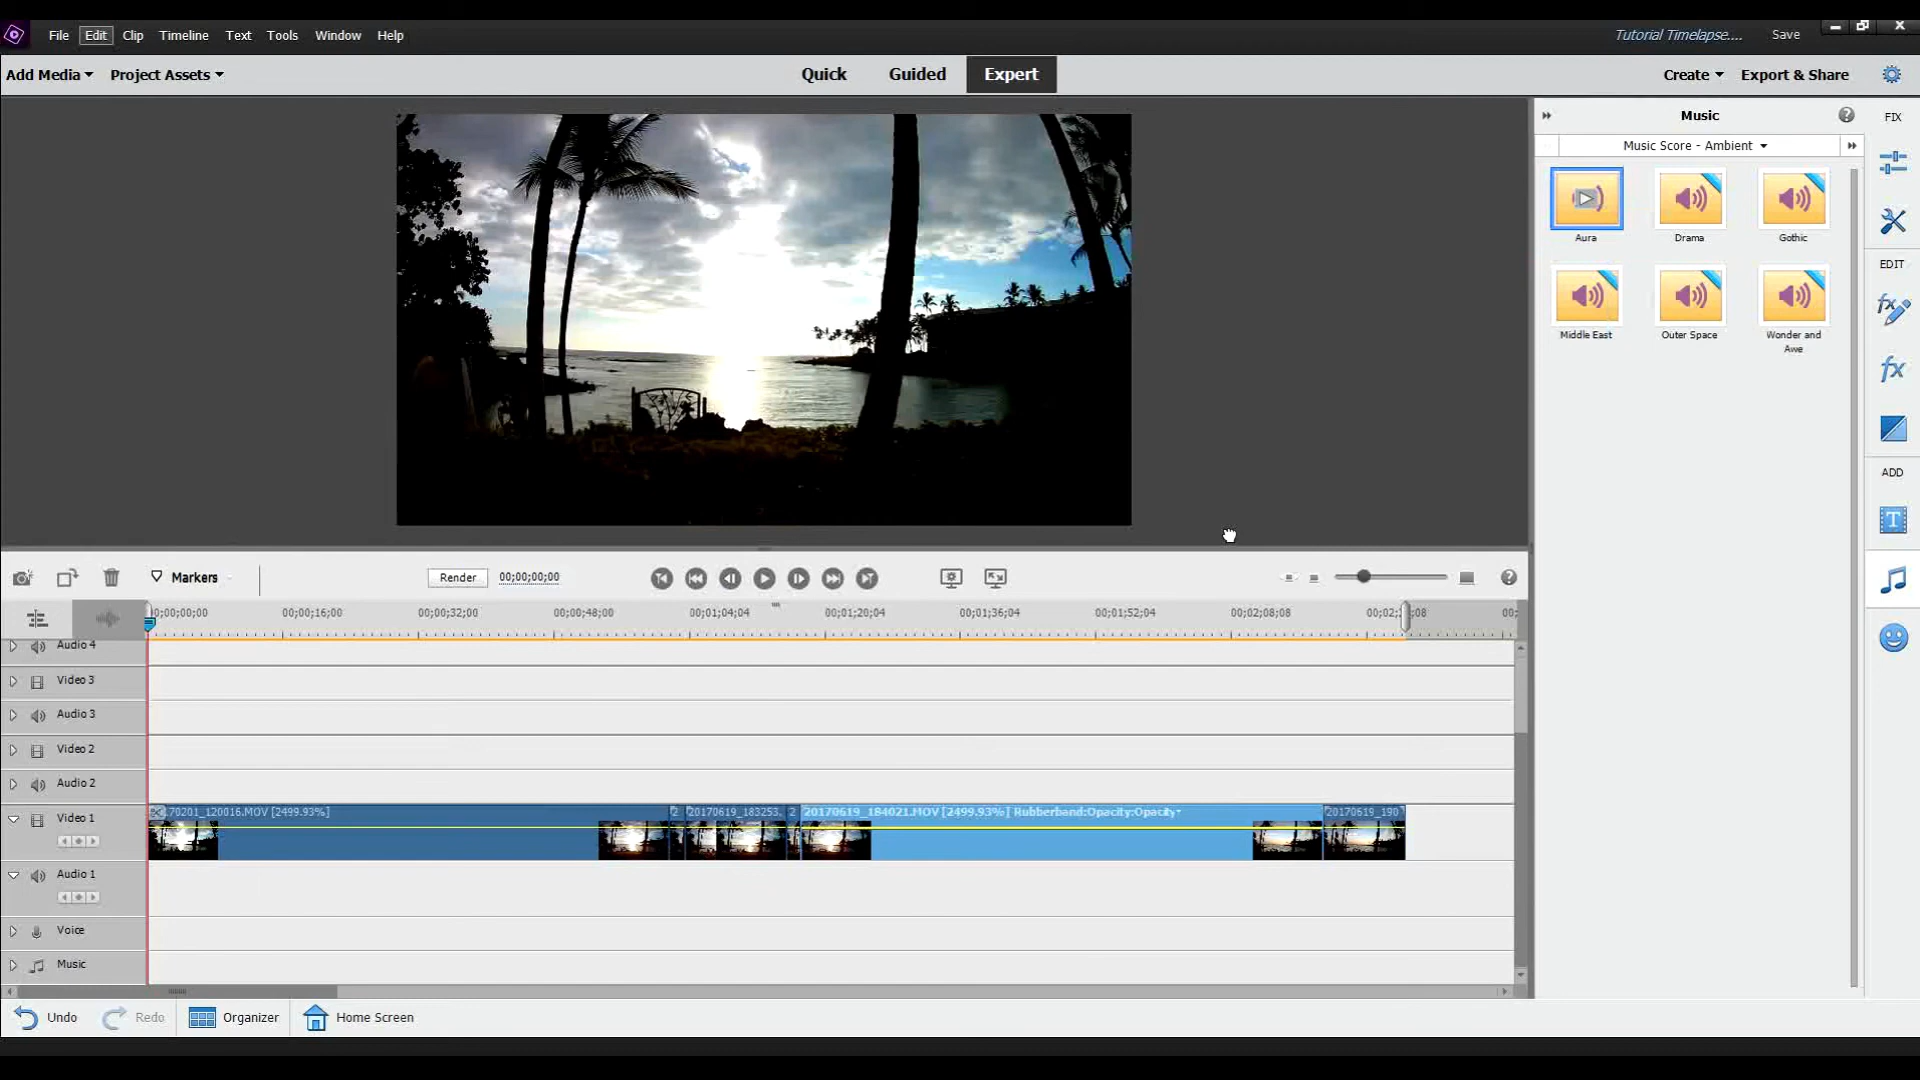 File Edit Clip Timeline Text Tools Window Help
Tutorial Timelapse.... Save
Add Media Project Assets
Quick Guided Expert
Create Export & Share
Music
Music Score - Ambient
Aura Drama Gothic
Middle East Outer Space Wonder and
Awe
FIX
EDIT
ADD
Markers
Render 00;00;00;00
00;00;16;00 00;00;32;00 00;00;48;00 00;01;04;04 00;01;20;04 00;01;36;04 00;01;52;04 00;02;08;08
Audio 4
Video 3
Audio 3
Video 2
Audio 2
Video 1
70201_120016.MOV [2499.93%] 2 20170619_183253. 2 20170619_184021.MOV [2499.93%] Rubberband:Opacity:Opacity 20170619_190
Audio 1
Voice
Music
Undo Redo Organizer Home Screen